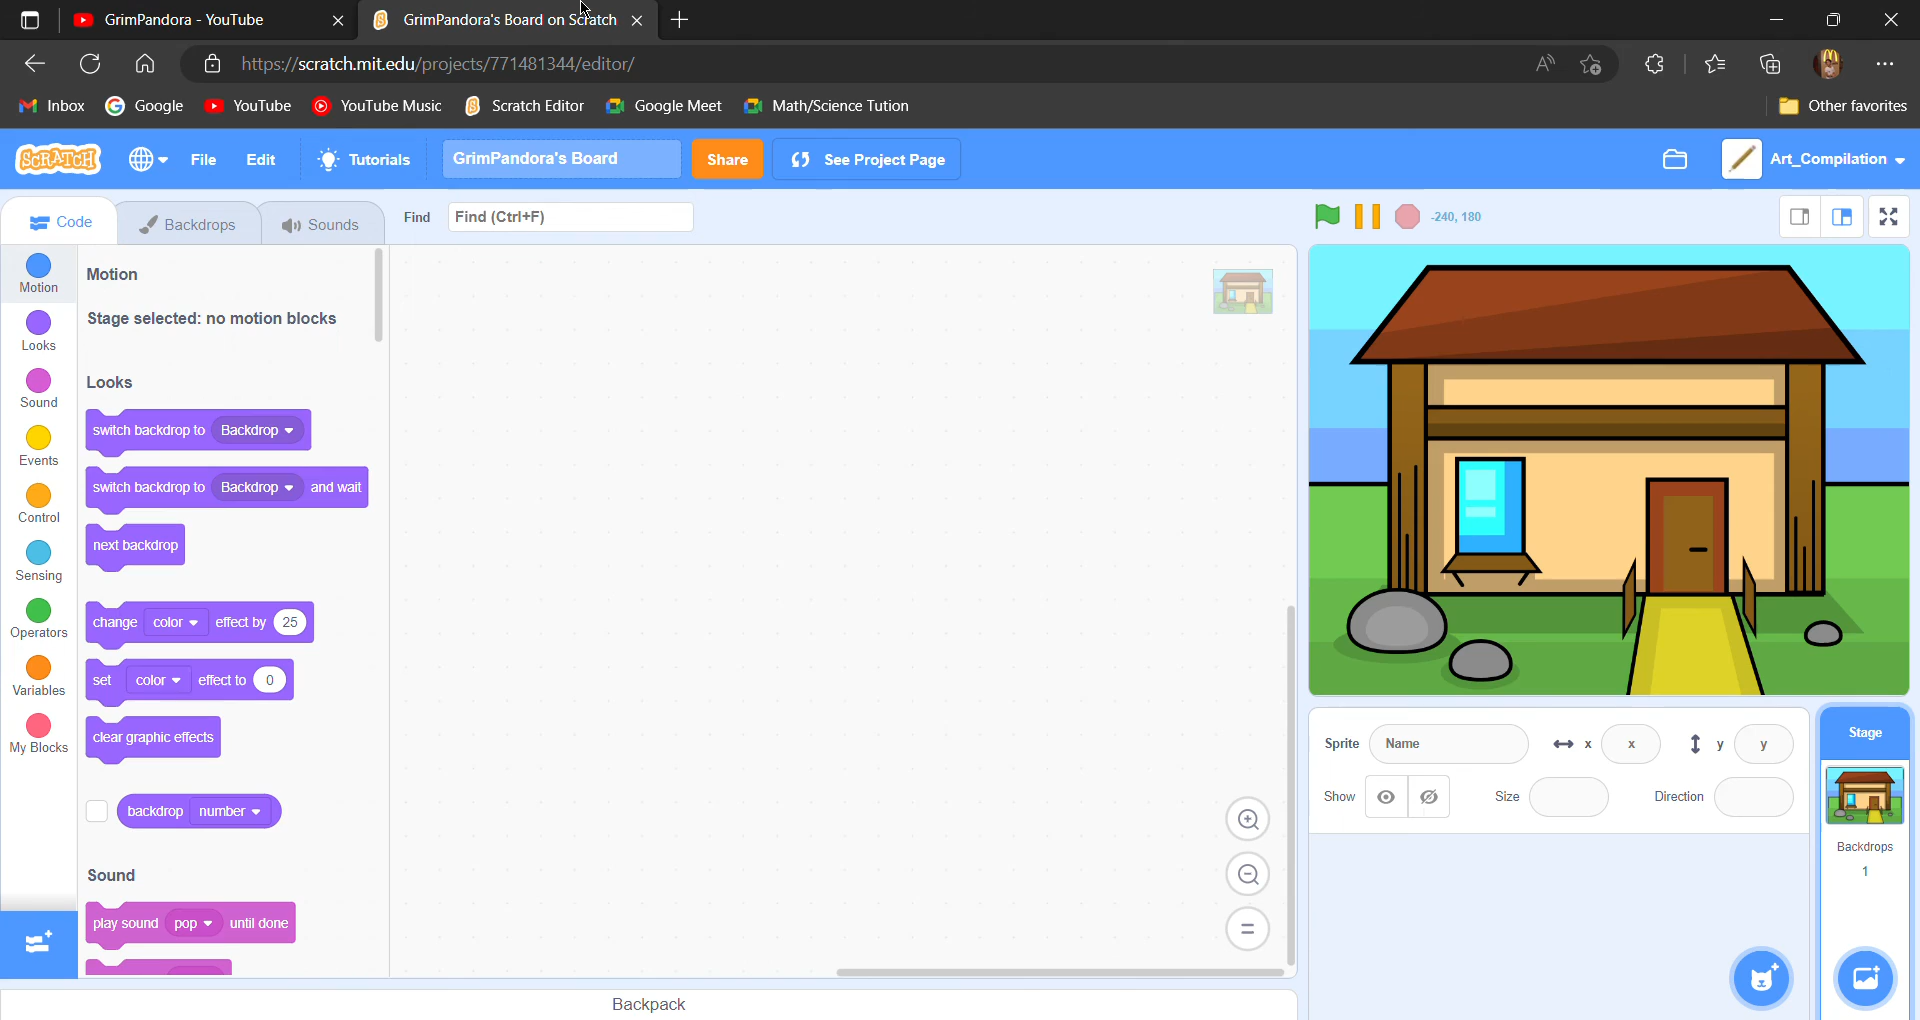 GrimPandora - YouTube
GrimPandora's Board on Scratch
https://scratch.mit.edu/projects/771481344/editor/
Inbox Google YouTube YouTube Music Scratch Editor Google Meet Math/Science Tution Other favorites
SCRATCH File Edit Tutorials GrimPandora's Board Share See Project Page Art_Compilation
Code Backdrops Sounds Find Find (Ctrl+F) -240, 180
Motion
Looks
Sound
Events
Control
Sensing
Operators
Variables
My Blocks
Motion
Stage selected: no motion blocks
Looks
switch backdrop to Backdrop
switch backdrop to Backdrop and wait
next backdrop
change color effect by 25
set color effect to 0
clear graphic effects
backdrop number
Sound
play sound pop until done
Backpack
Sprite Name x x y y
Show Size Direction
Stage
Backdrops
1